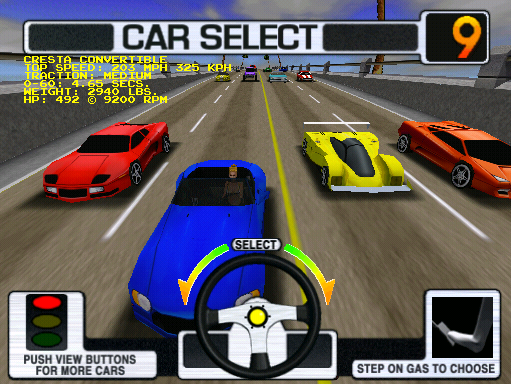 CAR SELECT
9
CRESTA CONVERTIBLE
TOP SPEED: 203 MPH 325 KPH
TRACTION: MEDIUM
0-60: 4.65 SECS.
WEIGHT: 2940 LBS.
HP: 492 @ 9200 RPM
SELECT
PUSH VIEW BUTTONS
FOR MORE CARS
STEP ON GAS TO CHOOSE